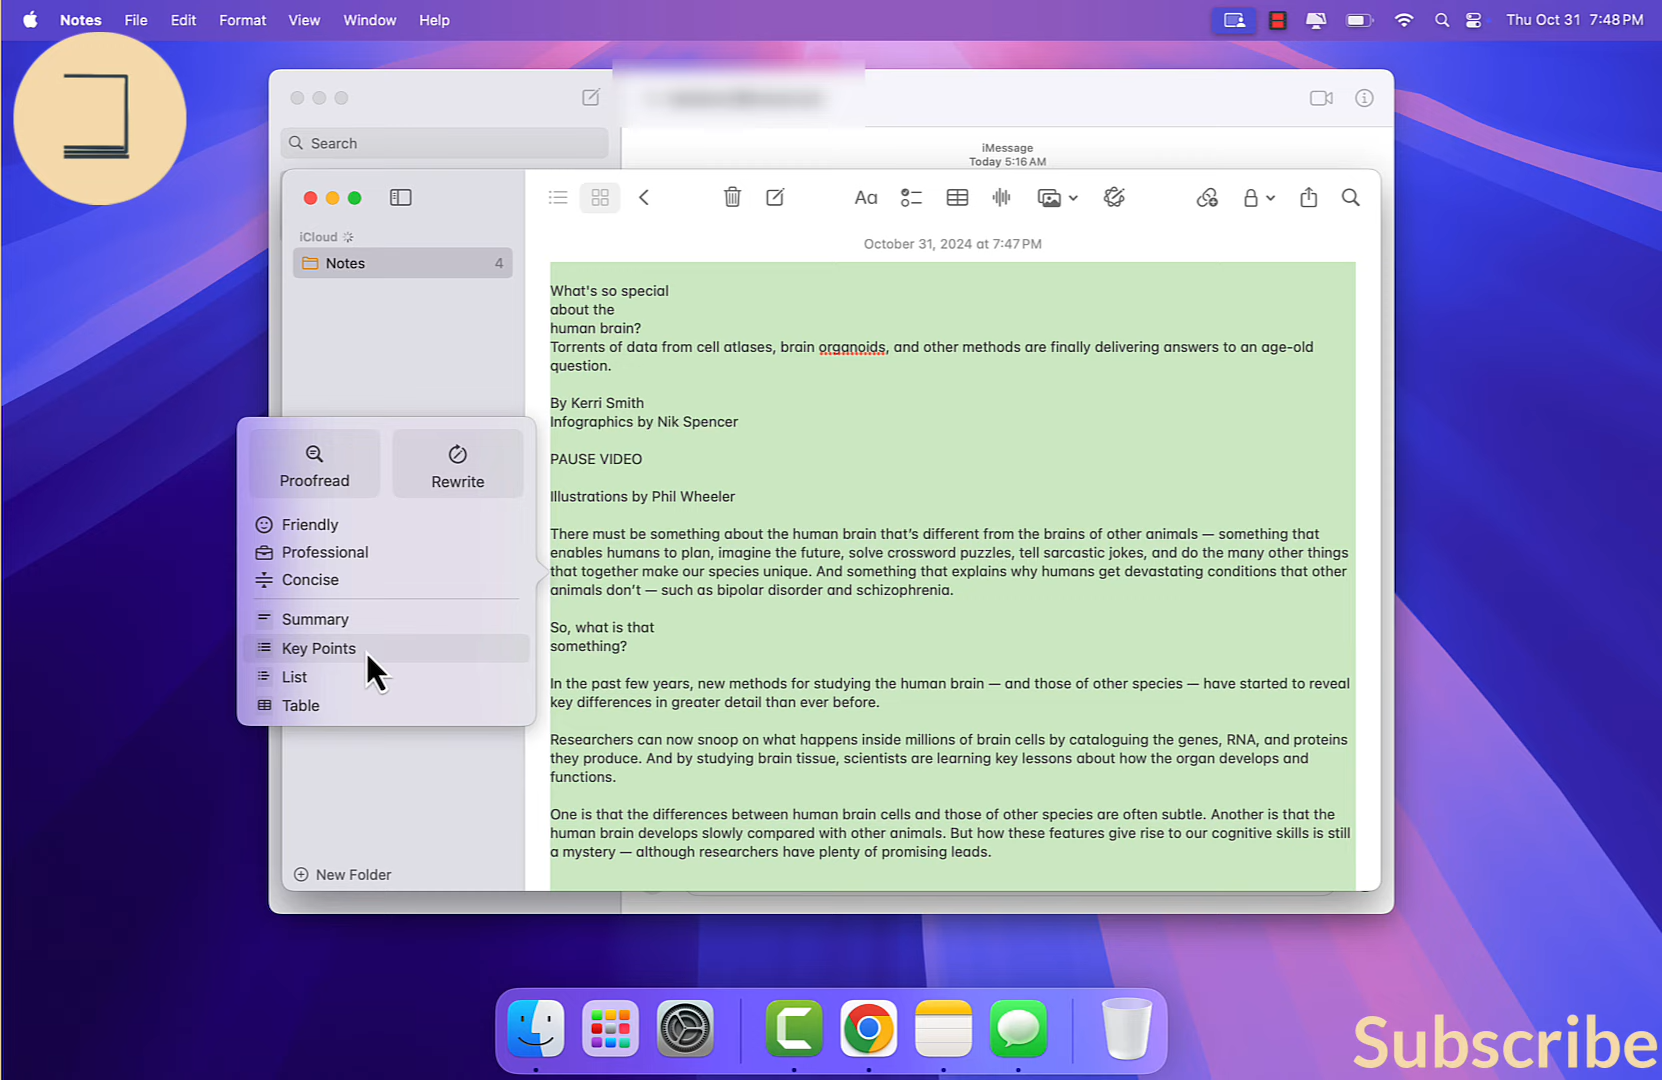 Notes File Edit Format View Window Help Thu Oct 31 7:48 PM
Search
iMessage
Today 5:16 AM
iCloud
Notes 4
Aa
October 31, 2024 at 7:47 PM
What's so special
about the
human brain?
Torrents of data from cell atlases, brain organoids, and other methods are finally delivering answers to an age-old
question.
By Kerri Smith
Infographics by Nik Spencer
PAUSE VIDEO
Illustrations by Phil Wheeler
There must be something about the human brain that’s different from the brains of other animals — something that
enables humans to plan, imagine the future, solve crossword puzzles, tell sarcastic jokes, and do the many other things
that together make our species unique. And something that explains why humans get devastating conditions that other
animals don’t — such as bipolar disorder and schizophrenia.
So, what is that
something?
In the past few years, new methods for studying the human brain — and those of other species — have started to reveal
key differences in greater detail than ever before.
Researchers can now snoop on what happens inside millions of brain cells by cataloguing the genes, RNA, and proteins
they produce. And by studying brain tissue, scientists are learning key lessons about how the organ develops and
functions.
One is that the differences between human brain cells and those of other species are often subtle. Another is that the
human brain develops slowly compared with other animals. But how these features give rise to our cognitive skills is still
a mystery — although researchers have plenty of promising leads.
Proofread
Rewrite
Friendly
Professional
Concise
Summary
Key Points
List
Table
New Folder
Subscribe